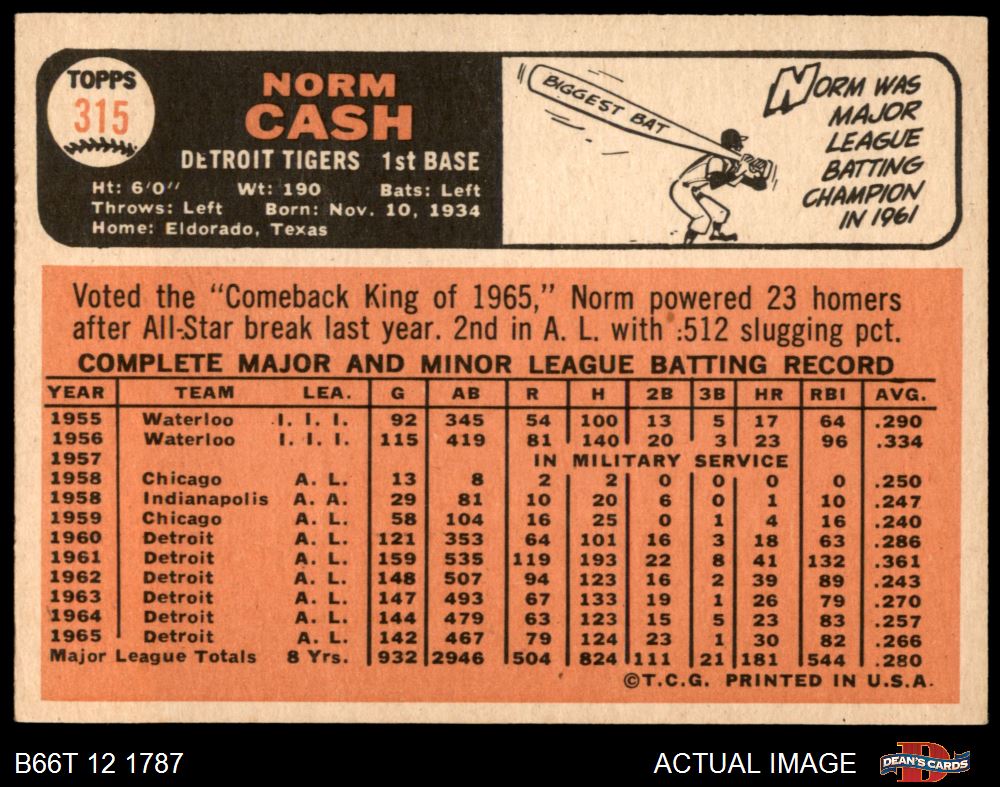 TOPPS
315
NORM
CASH
DETROIT TIGERS 1st BASE
Ht: 6'0" Wt: 190 Bats: Left
Throws: Left Born: Nov. 10, 1934
Home: Eldorado, Texas
BIGGEST BAT
NORM WAS
MAJOR
LEAGUE
BATTING
CHAMPION
IN 1961
Voted the "Comeback King of 1965," Norm powered 23 homers
after All-Star break last year. 2nd in A. L. with .512 slugging pct.
COMPLETE MAJOR AND MINOR LEAGUE BATTING RECORD
YEAR TEAM LEA. G AB R H 2B 3B HR RBI AVG.
1955 Waterloo I. I. I. 92 345 54 100 13 5 17 64 .290
1956 Waterloo I. I. I. 115 419 81 140 20 3 23 96 .334
1957 IN MILITARY SERVICE
1958 Chicago A. L. 13 8 2 2 0 0 0 0 .250
1958 Indianapolis A. A. 29 81 10 20 6 0 1 10 .247
1959 Chicago A. L. 58 104 16 25 0 1 4 16 .240
1960 Detroit A. L. 121 353 64 101 16 3 18 63 .286
1961 Detroit A. L. 159 535 119 193 22 8 41 132 .361
1962 Detroit A. L. 148 507 94 123 16 2 39 89 .243
1963 Detroit A. L. 147 493 67 133 19 1 26 79 .270
1964 Detroit A. L. 144 479 63 123 15 5 23 83 .257
1965 Detroit A. L. 142 467 79 124 23 1 30 82 .266
Major League Totals 8 Yrs. 932 2946 504 824 111 21 181 544 .280
©T.C.G. PRINTED IN U.S.A.
B66T 12 1787
ACTUAL IMAGE
DEAN'S CARDS